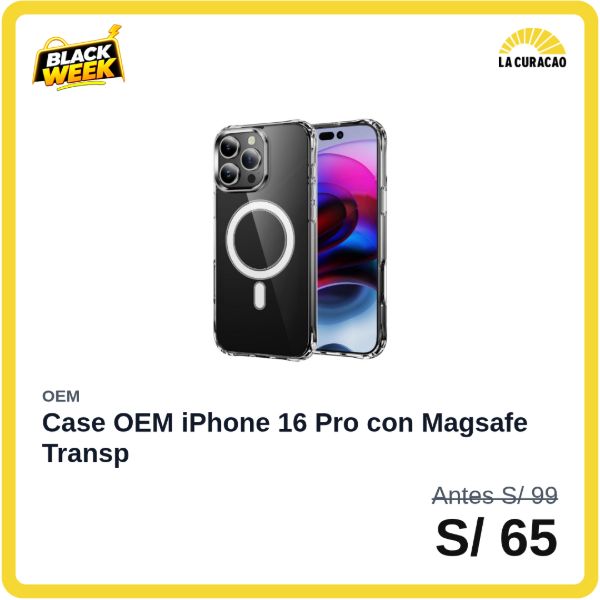 BLACK
WEEK
LA CURACAO
OEM
Case OEM iPhone 16 Pro con Magsafe
Transp
Antes S/ 99
S/ 65